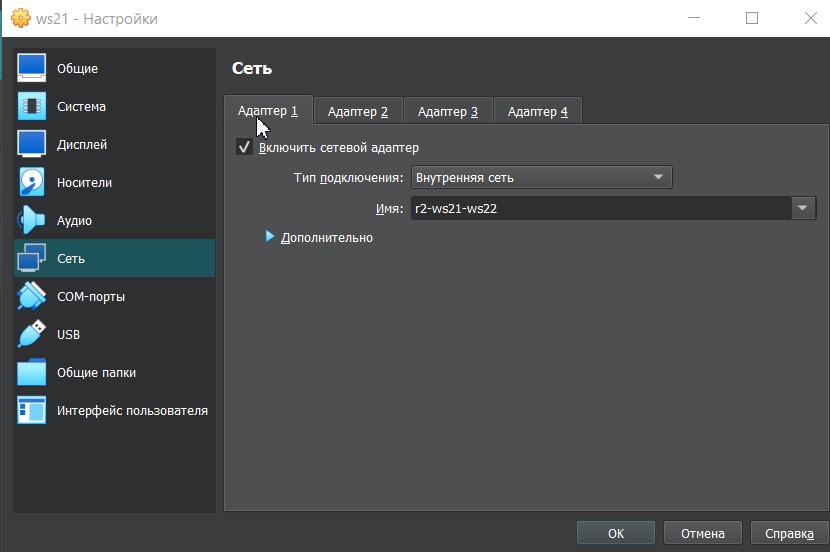 ws21 - Настройки
Общие
Система
Дисплей
Носители
Аудио
Сеть
COM-порты
USB
Общие папки
Интерфейс пользователя
Сеть
Адаптер 1
Адаптер 2
Адаптер 3
Адаптер 4
Включить сетевой адаптер
Тип подключения: Внутренняя сеть
Имя: r2-ws21-ws22
Дополнительно
OK
Отмена
Справка